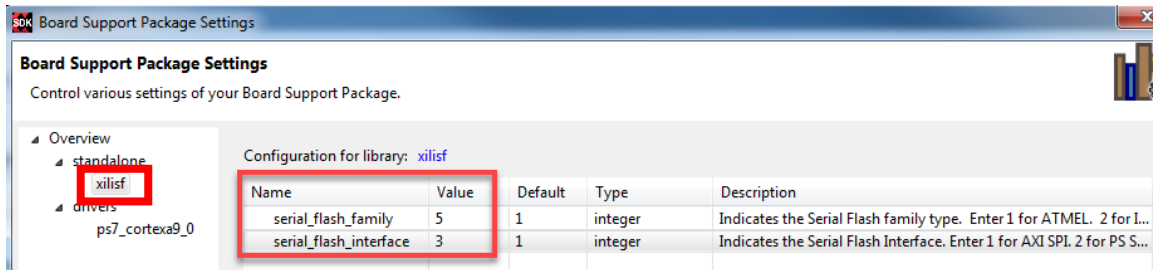 SDK Board Support Package Settings
Board Support Package Settings
Control various settings of your Board Support Package.
Overview
standalone
xilisf
drivers
ps7_cortexa9_0
Configuration for library: xilisf
Name Value Default Type Description
serial_flash_family 5 1 integer Indicates the Serial Flash family type. Enter 1 for ATMEL. 2 for I...
serial_flash_interface 3 1 integer Indicates the Serial Flash Interface. Enter 1 for AXI SPI. 2 for PS S...